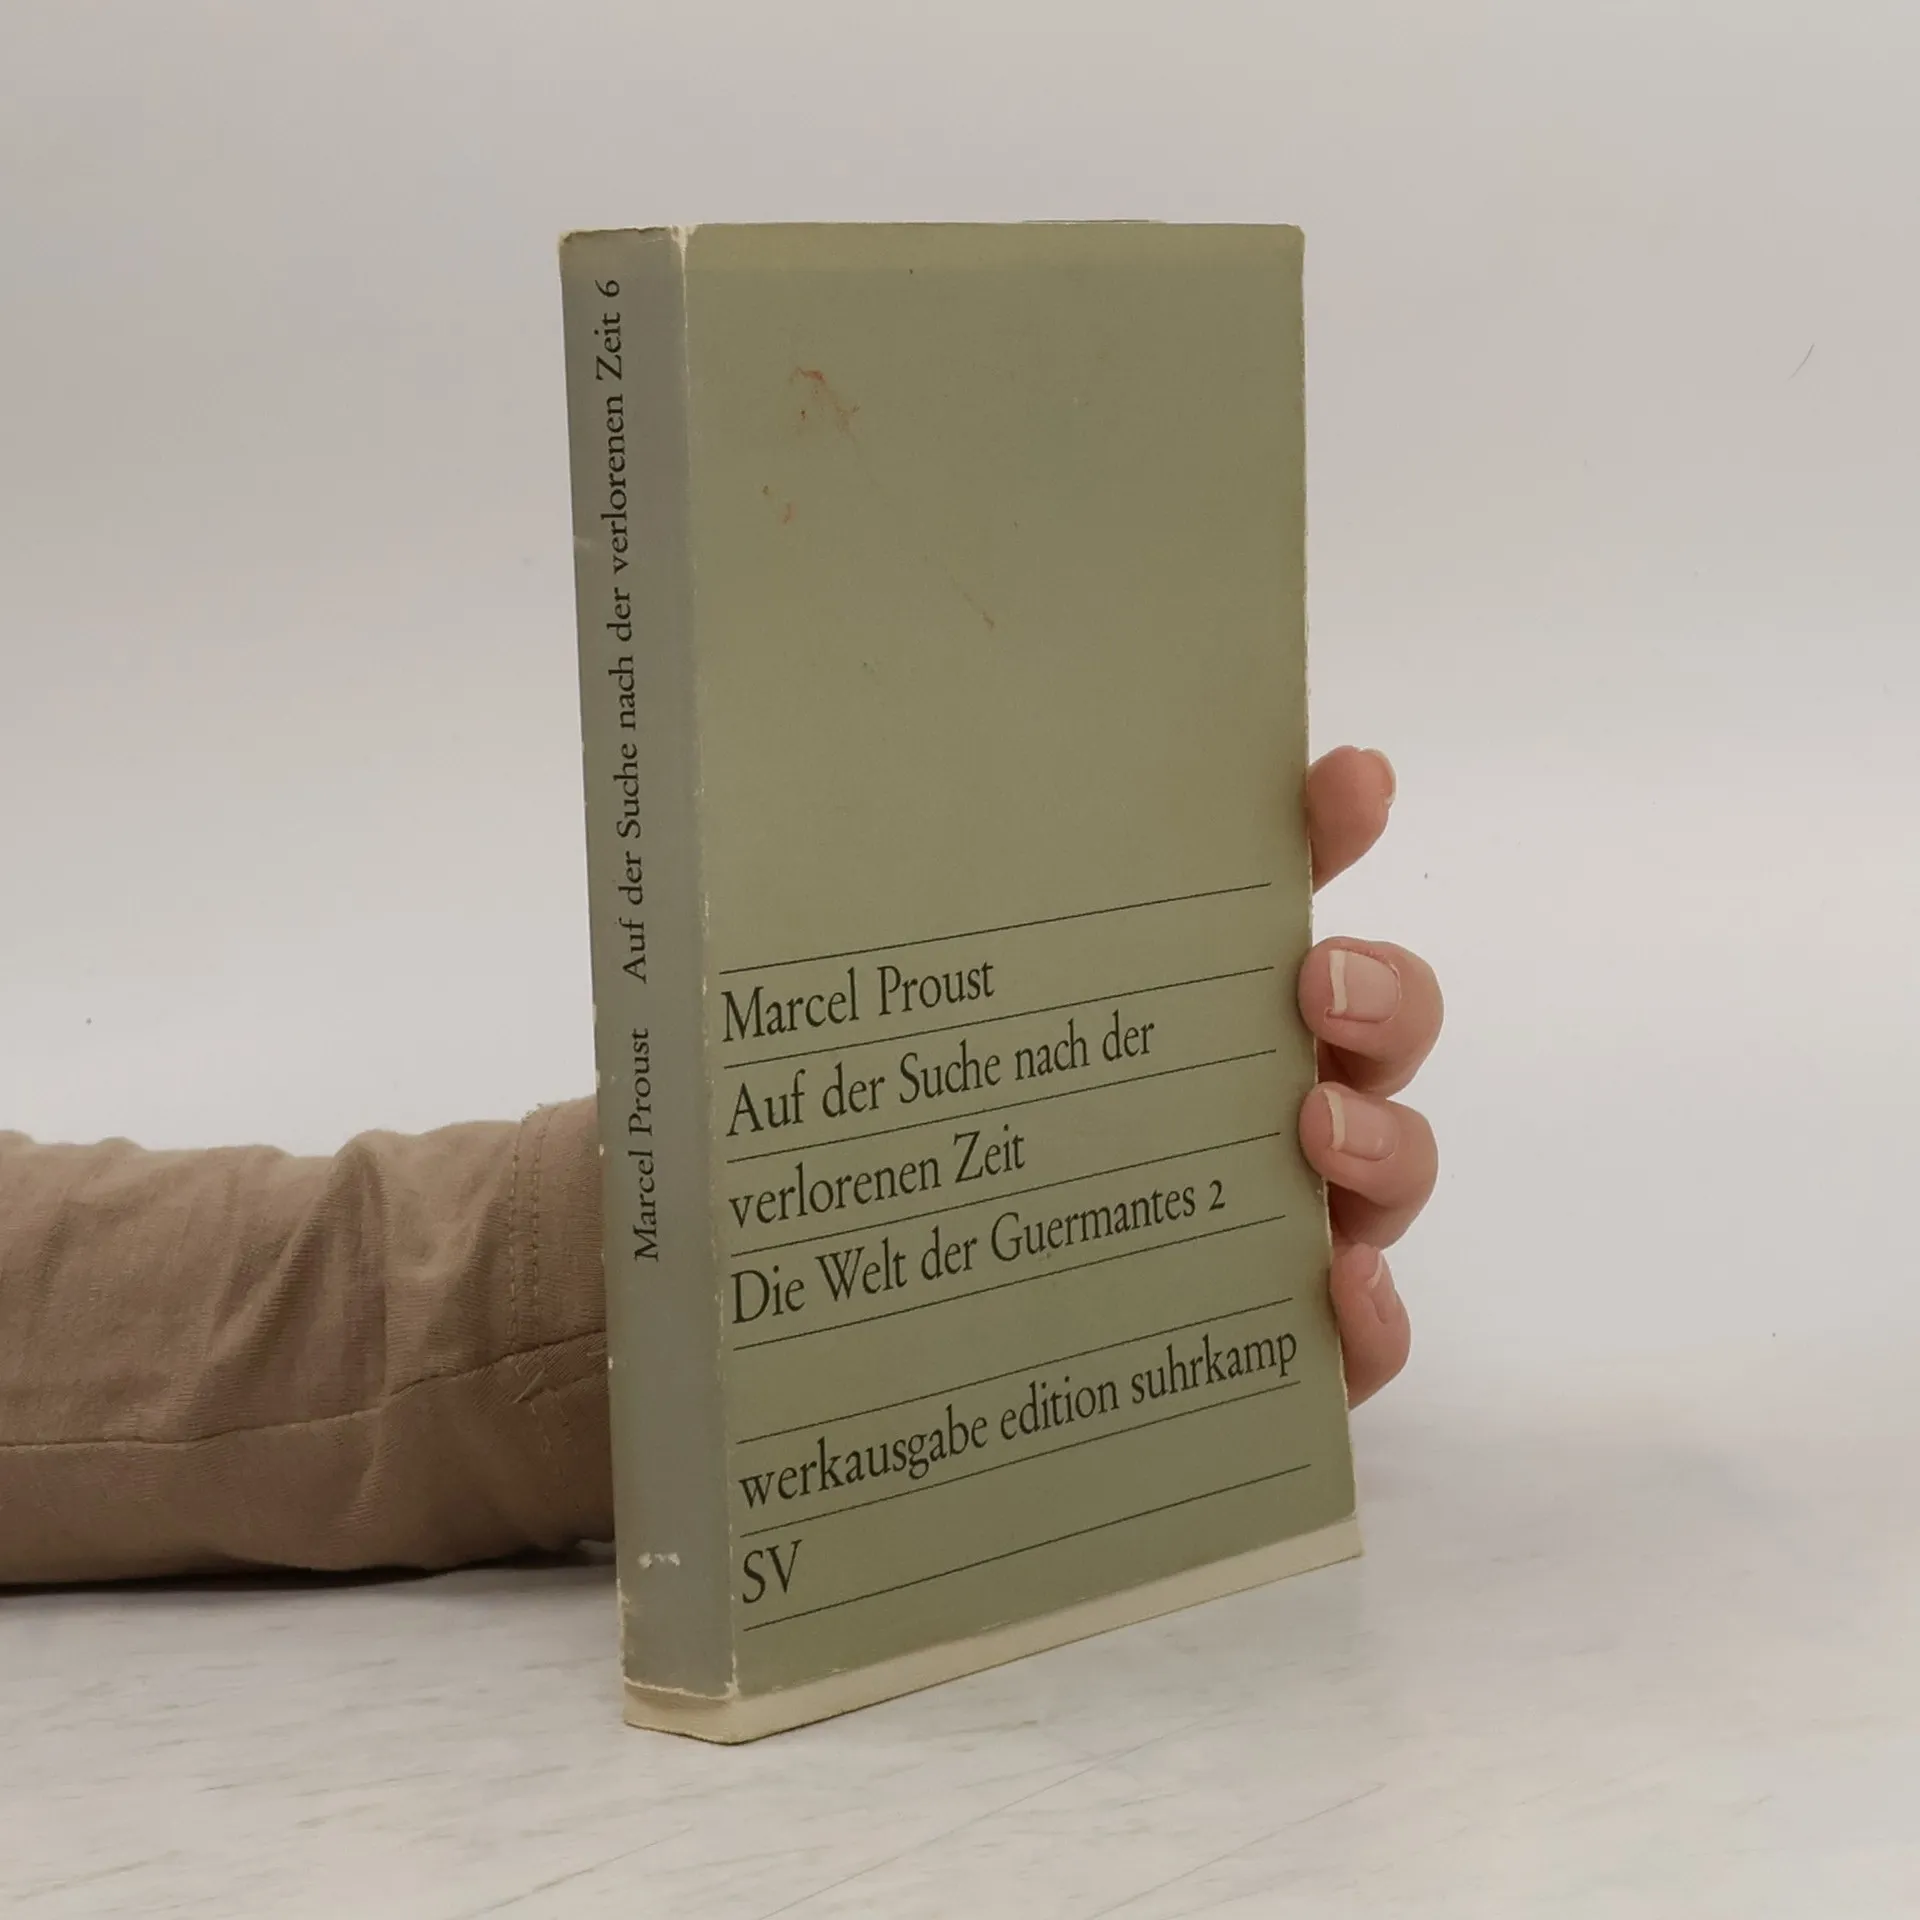 Marcel Proust   Auf der Suche nach der verlorenen Zeit 6
Marcel Proust
Auf der Suche nach der
verlorenen Zeit
Die Welt der Guermantes 2
werkausgabe edition suhrkamp
SV